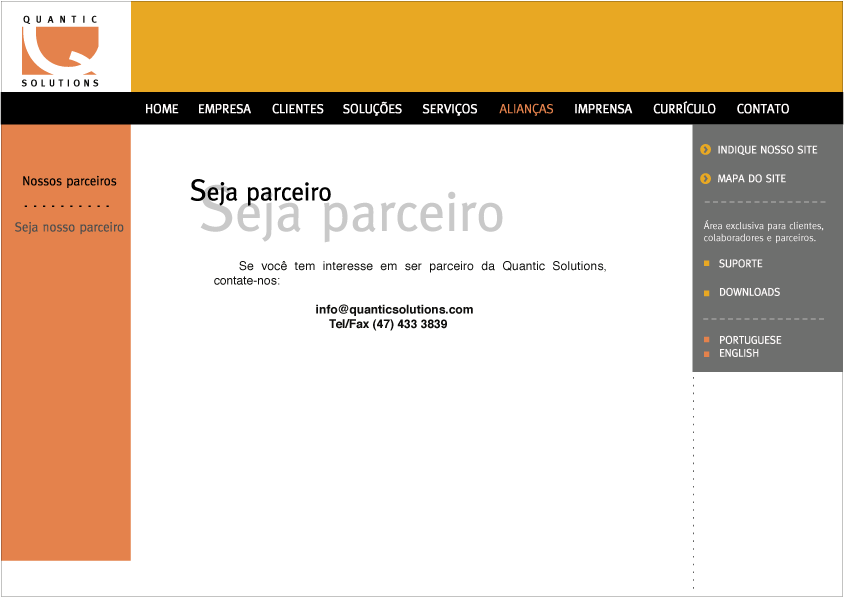 QUANTIC
SOLUTIONS
HOME EMPRESA CLIENTES SOLUÇÕES SERVIÇOS ALIANÇAS IMPRENSA CURRÍCULO CONTATO
Nossos parceiros
Seja nosso parceiro
Seja parceiro
Seja parceiro
Se você tem interesse em ser parceiro da Quantic Solutions,
contate-nos:
info@quanticsolutions.com
Tel/Fax (47) 433 3839
INDIQUE NOSSO SITE
MAPA DO SITE
Área exclusiva para clientes,
colaboradores e parceiros.
SUPORTE
DOWNLOADS
PORTUGUESE
ENGLISH